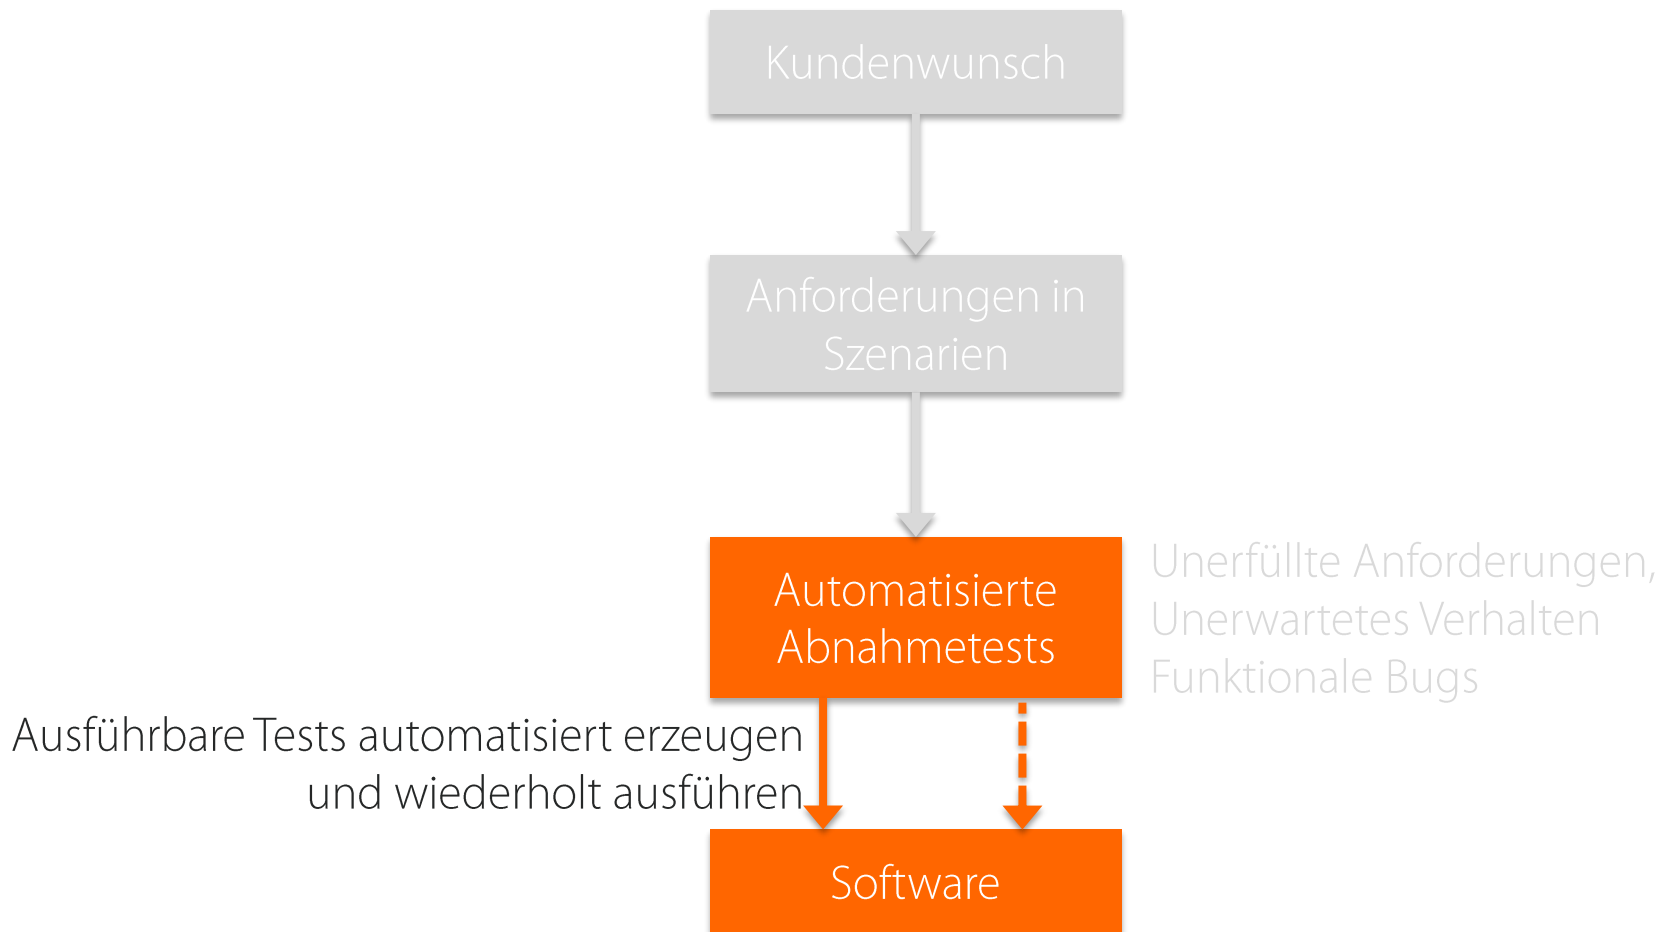 Kundenwunsch
Anforderungen in
Szenarien
Automatisierte
Abnahmetests
Unerfüllte Anforderungen,
Unerwartetes Verhalten
Funktionale Bugs
Ausführbare Tests automatisiert erzeugen
und wiederholt ausführen
Software